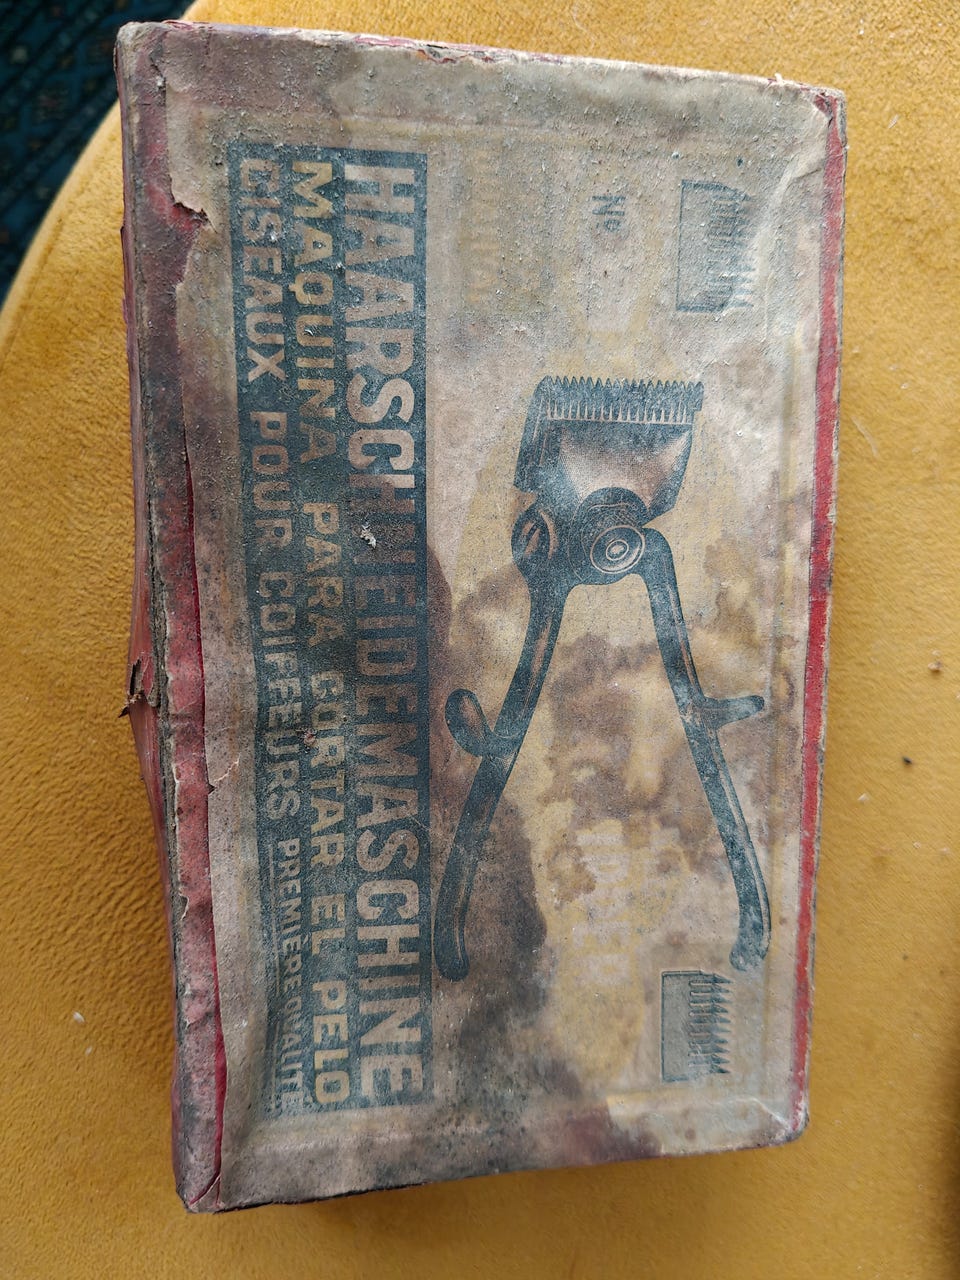 Nº
HAARSCHNEIDEMASCHINE
MAQUINA PARA CORTAR EL PELO
CISEAUX POUR COIFFEURS PREMIÈRE QUALITÉ